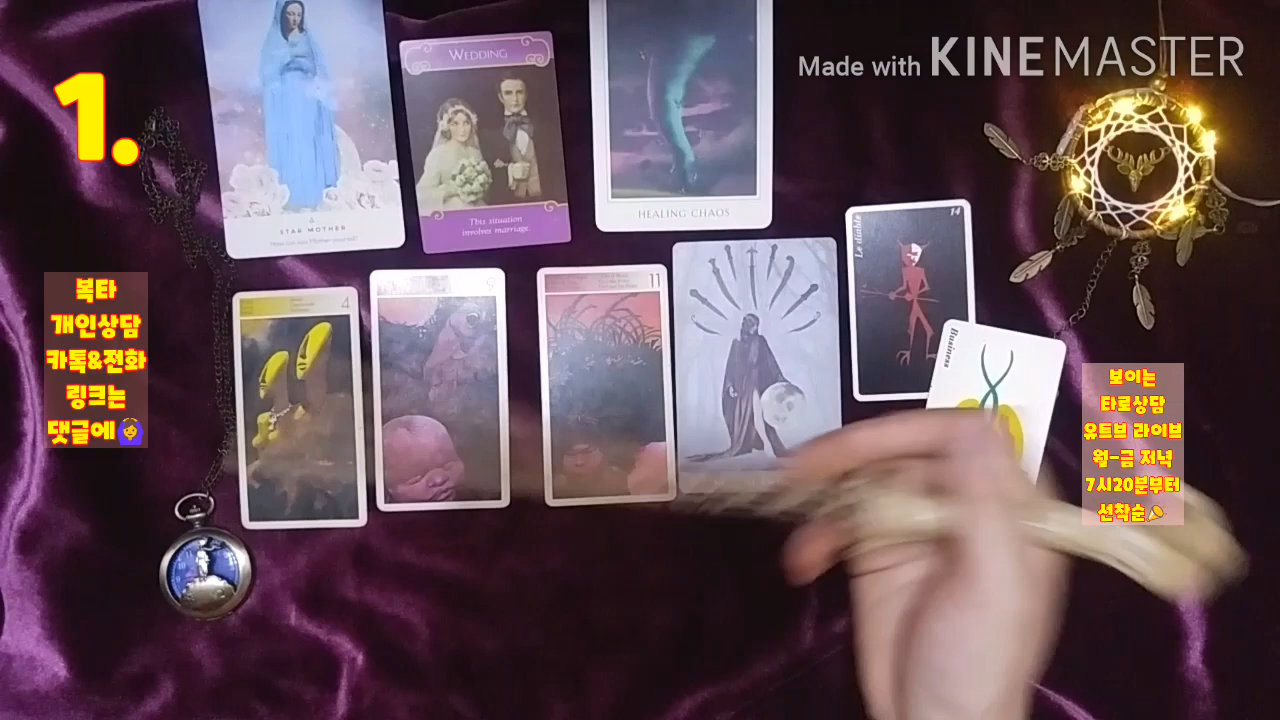 1.
Made with KINEMASTER
WEDDING
This situation
involves marriage.
STAR MOTHER
HEALING CHAOS
14
Le diable
4
9
11
Business
복타
개인상담
카톡&전화
링크는
댓글에🙆‍♀️
보이는
타로상담
유트브 라이브
월-금 저녁
7시20분부터
선착순📣